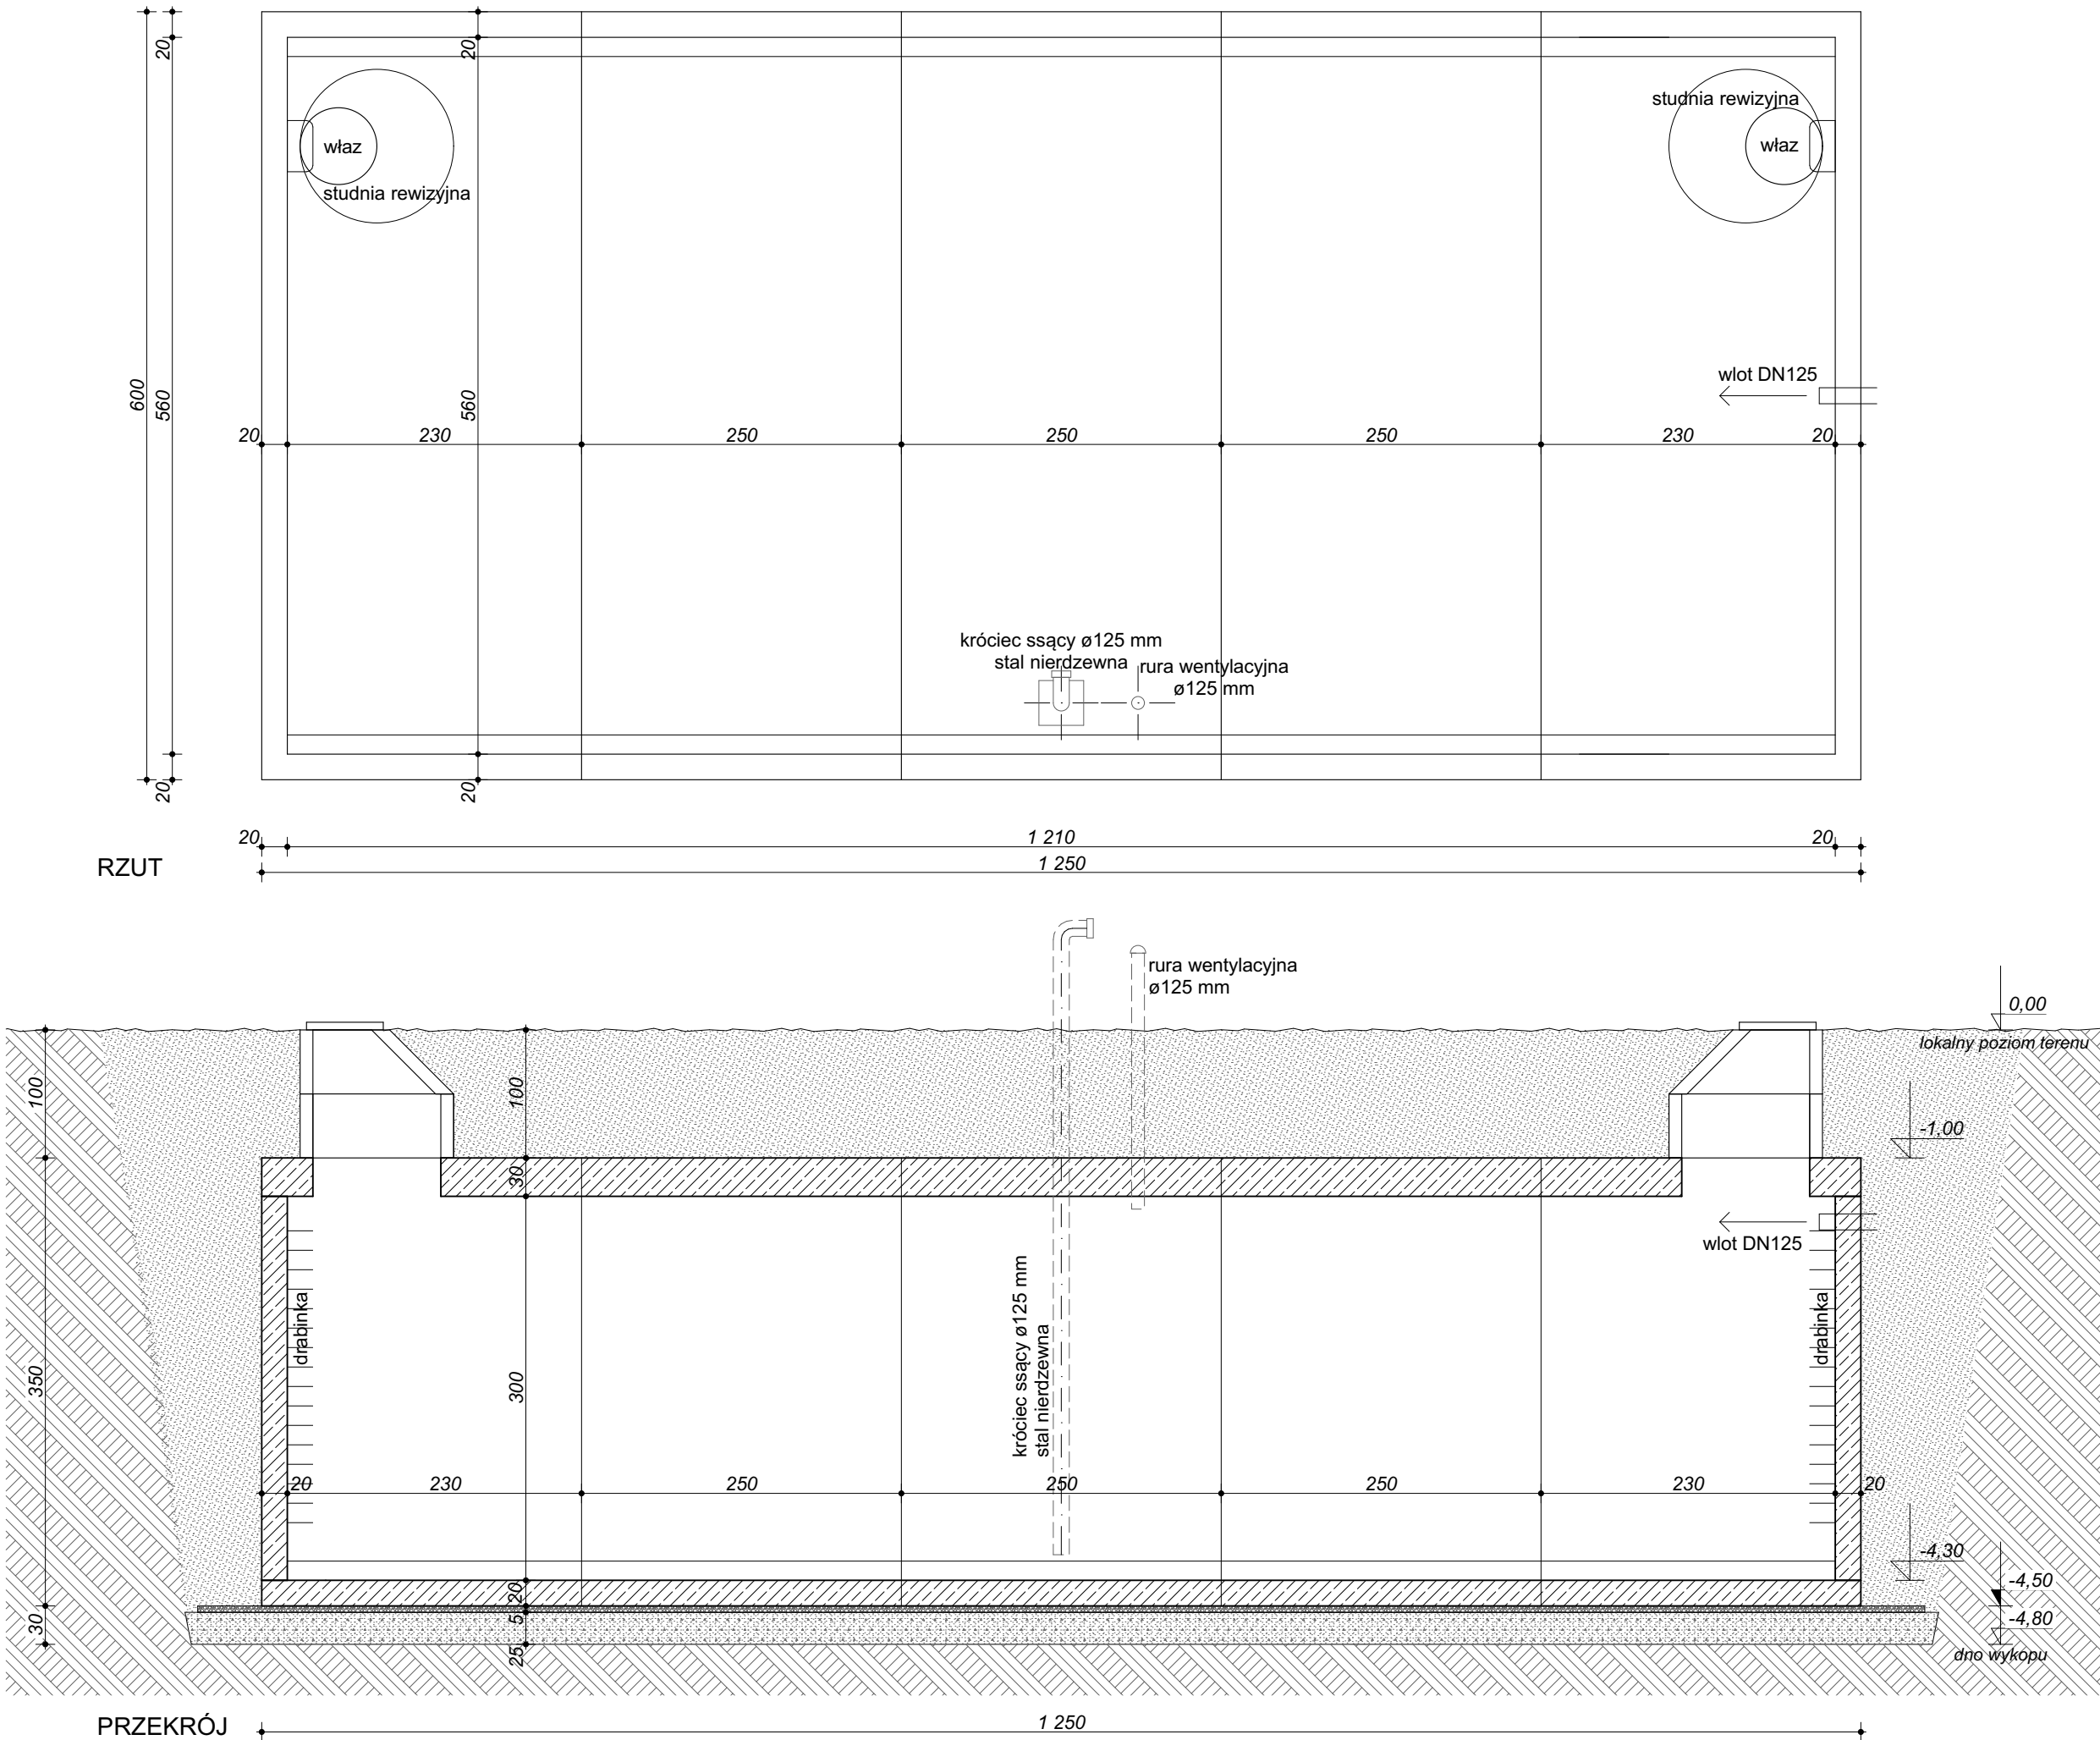 20
20
studnia rewizyjna
właz
właz
studnia rewizyjna
wlot DN125
600
560
560
20
230
250
250
250
230
20
króciec ssący ø125 mm
stal nierdzewna
rura wentylacyjna
ø125 mm
20
20
20
1 210
20
RZUT
1 250
rura wentylacyjna
ø125 mm
0,00
lokalny poziom terenu
100
100
-1,00
30
wlot DN125
drabinka
króciec ssący ø125 mm
stal nierdzewna
drabinka
350
300
20
230
250
250
250
230
20
-4,30
-4,50
20
5
30
-4,80
25
dno wykopu
PRZEKRÓJ
1 250